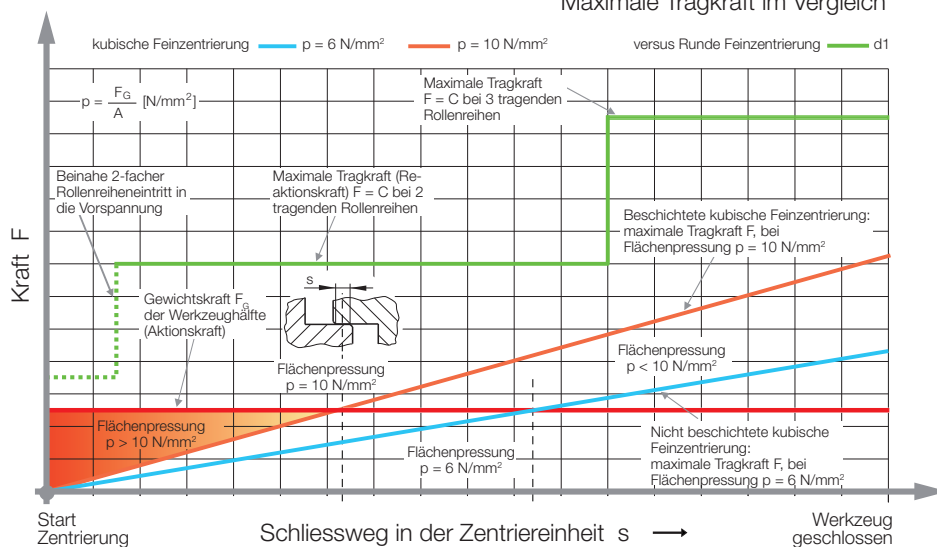 Maximale Tragkraft im Vergleich
kubische Feinzentrierung p = 6 N/mm² p = 10 N/mm² versus Runde Feinzentrierung d1
p = F_G / A [N/mm²]
Maximale Tragkraft
F = C bei 3 tragenden
Rollenreihen
Beinahe 2-facher
Rollenreiheneintritt in
die Vorspannung
Maximale Tragkraft (Re-
aktionskraft) F = C bei 2
tragenden Rollenreihen
Beschichtete kubische Feinzentrierung:
maximale Tragkraft F, bei
Flächenpressung p = 10 N/mm²
Kraft F
s
Gewichtskraft F_G
der Werkzeughälfte
(Aktionskraft)
Flächenpressung
p = 10 N/mm²
Flächenpressung
p < 10 N/mm²
Flächenpressung
p > 10 N/mm²
Flächenpressung
p = 6 N/mm²
Nicht beschichtete kubische
Feinzentrierung:
maximale Tragkraft F, bei
Flächenpressung p = 6 N/mm²
Start
Zentrierung
Schliessweg in der Zentriereinheit s
Werkzeug
geschlossen